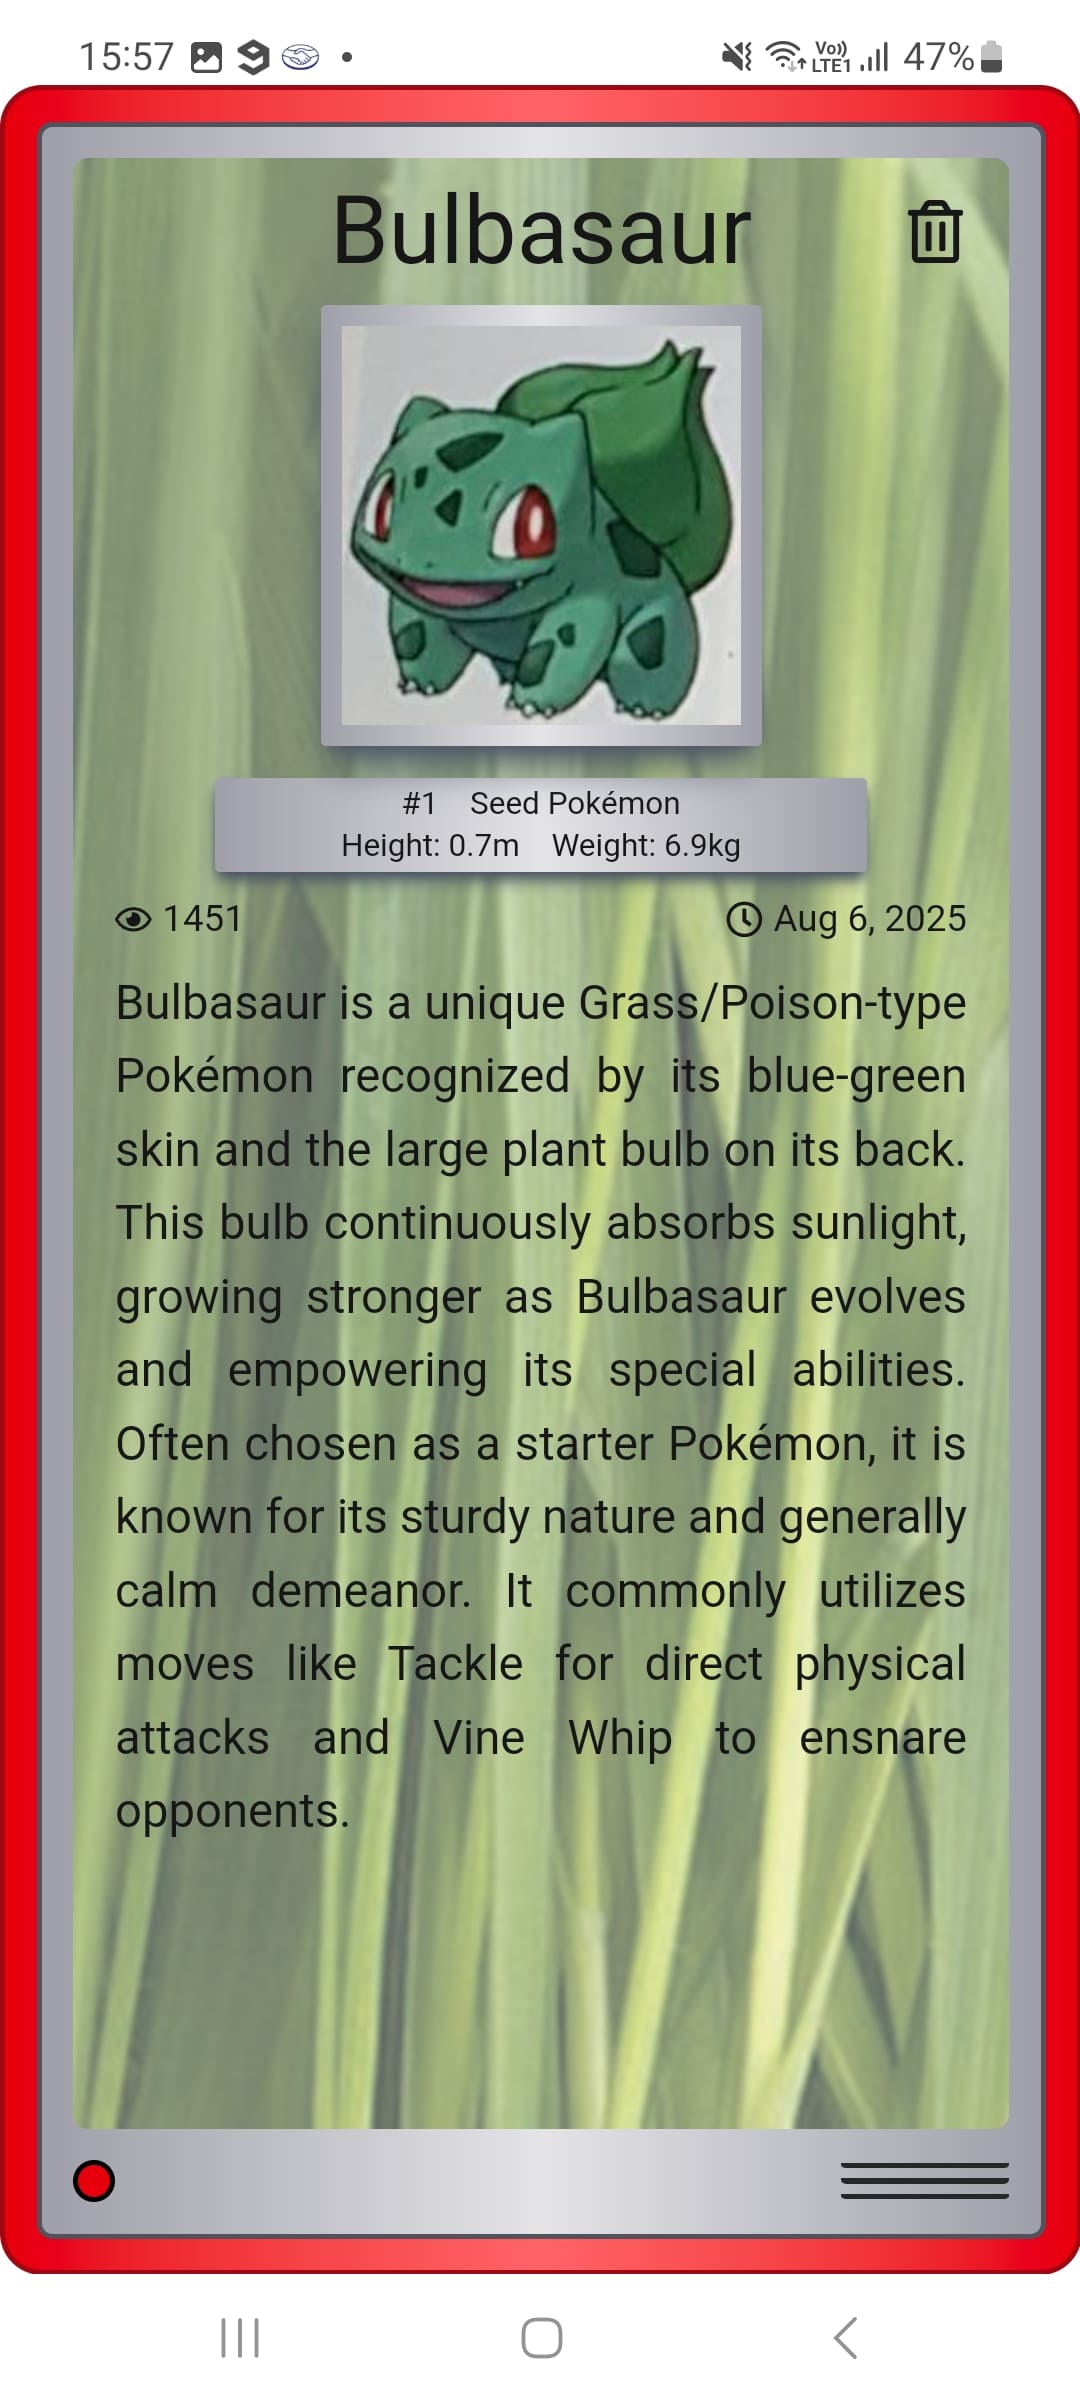 15:57
Vo))
LTE1
47%
Bulbasaur
#1 Seed Pokémon
Height: 0.7m Weight: 6.9kg
1451
Aug 6, 2025
Bulbasaur is a unique Grass/Poison-type
Pokémon recognized by its blue-green
skin and the large plant bulb on its back.
This bulb continuously absorbs sunlight,
growing stronger as Bulbasaur evolves
and empowering its special abilities.
Often chosen as a starter Pokémon, it is
known for its sturdy nature and generally
calm demeanor. It commonly utilizes
moves like Tackle for direct physical
attacks and Vine Whip to ensnare
opponents.